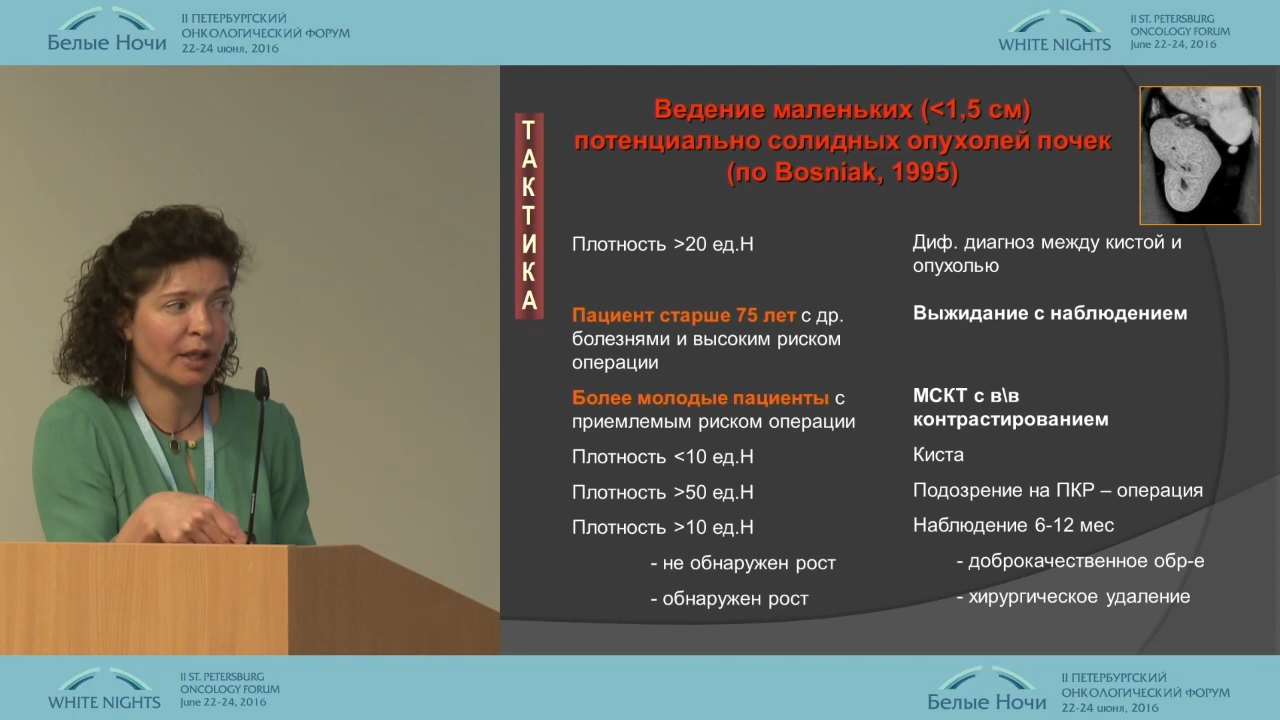 Белые Ночи
II ПЕТЕРБУРГСКИЙ
ОНКОЛОГИЧЕСКИЙ ФОРУМ
22-24 июня, 2016
WHITE NIGHTS
II ST. PETERSBURG
ONCOLOGY FORUM
June 22-24, 2016
ТАКТИКА
Ведение маленьких (<1,5 см)
потенциально солидных опухолей почек
(по Bosniak, 1995)
Плотность >20 ед.Н
Диф. диагноз между кистой и
опухолью
Пациент старше 75 лет с др.
болезнями и высоким риском
операции
Выжидание с наблюдением
Более молодые пациенты с
приемлемым риском операции
МСКТ с в\в
контрастированием
Плотность <10 ед.Н
Киста
Плотность >50 ед.Н
Подозрение на ПКР – операция
Плотность >10 ед.Н
Наблюдение 6-12 мес
- не обнаружен рост
- доброкачественное обр-е
- обнаружен рост
- хирургическое удаление
WHITE NIGHTS
II ST. PETERSBURG
ONCOLOGY FORUM
June 22-24, 2016
Белые Ночи
II ПЕТЕРБУРГСКИЙ
ОНКОЛОГИЧЕСКИЙ ФОРУМ
22-24 июня, 2016